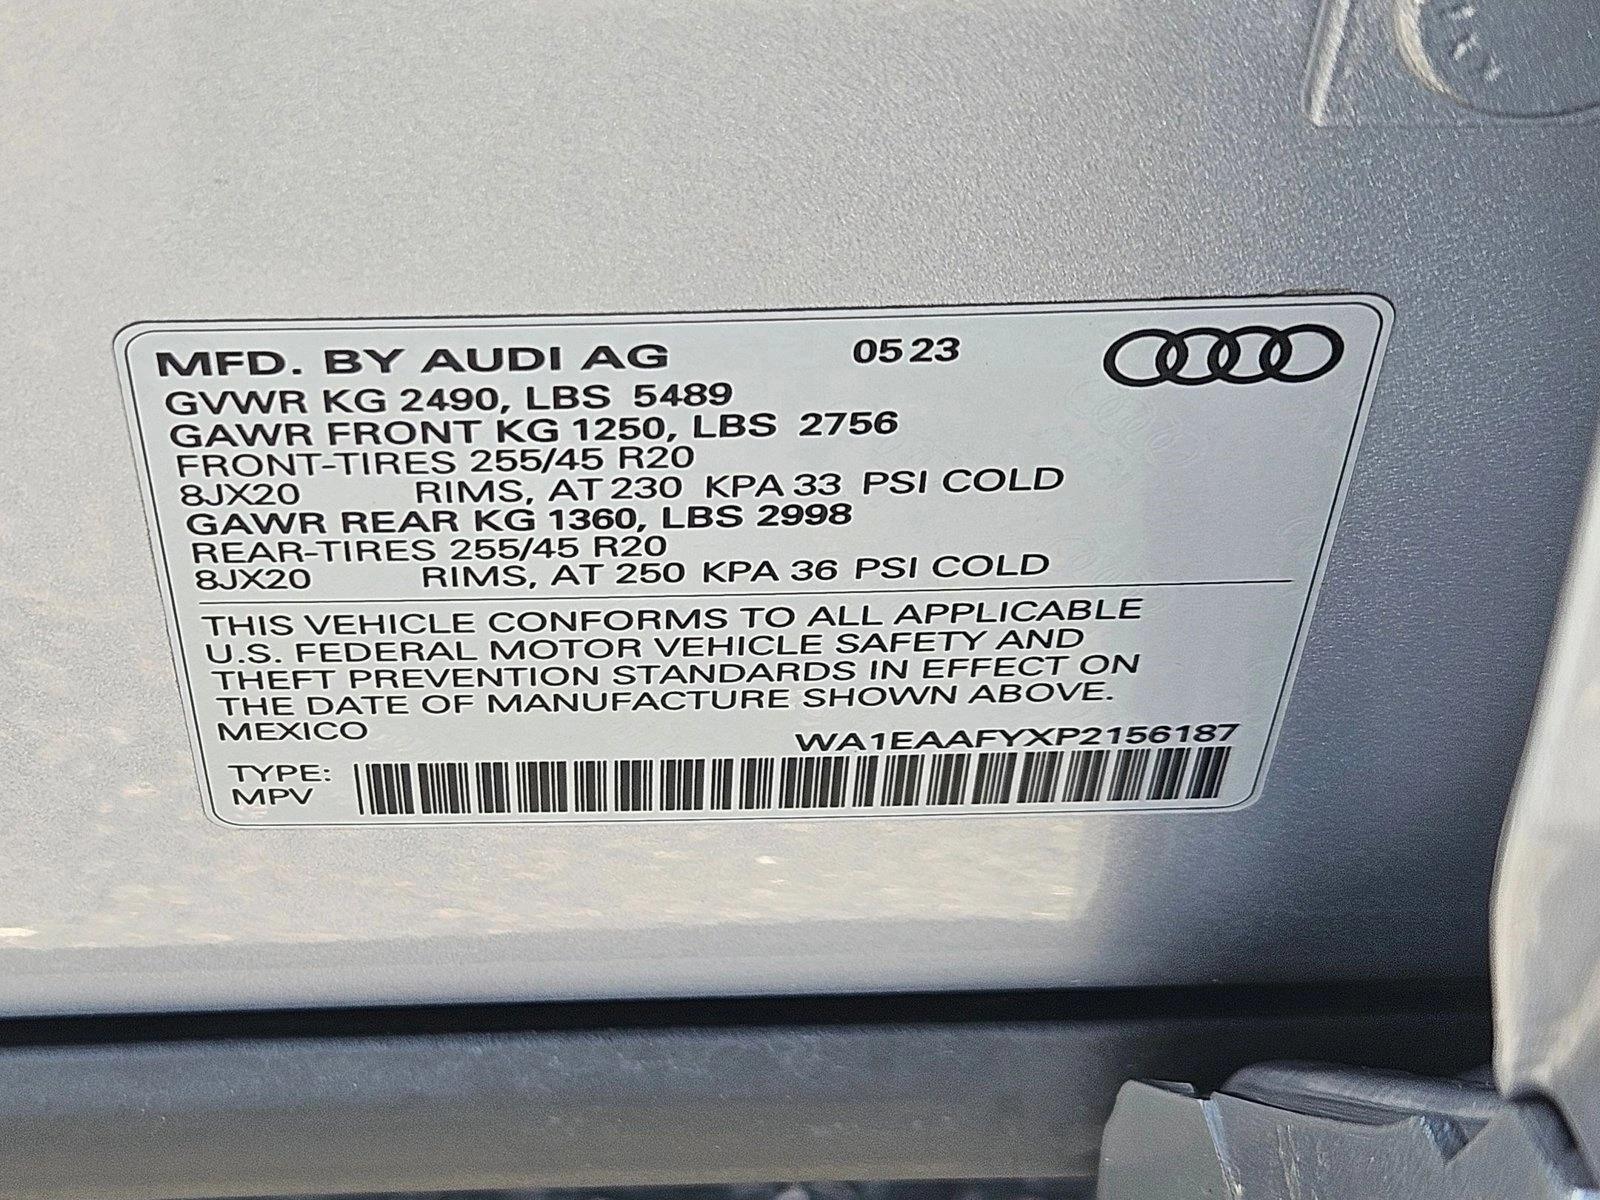 MFD. BY AUDI AG 05 23
GVWR KG 2490, LBS 5489
GAWR FRONT KG 1250, LBS 2756
FRONT-TIRES 255/45 R20
8JX20 RIMS, AT 230 KPA 33 PSI COLD
GAWR REAR KG 1360, LBS 2998
REAR-TIRES 255/45 R20
8JX20 RIMS, AT 250 KPA 36 PSI COLD
THIS VEHICLE CONFORMS TO ALL APPLICABLE
U.S. FEDERAL MOTOR VEHICLE SAFETY AND
THEFT PREVENTION STANDARDS IN EFFECT ON
THE DATE OF MANUFACTURE SHOWN ABOVE.
MEXICO
WA1EAAFYXP2156187
TYPE:
MPV